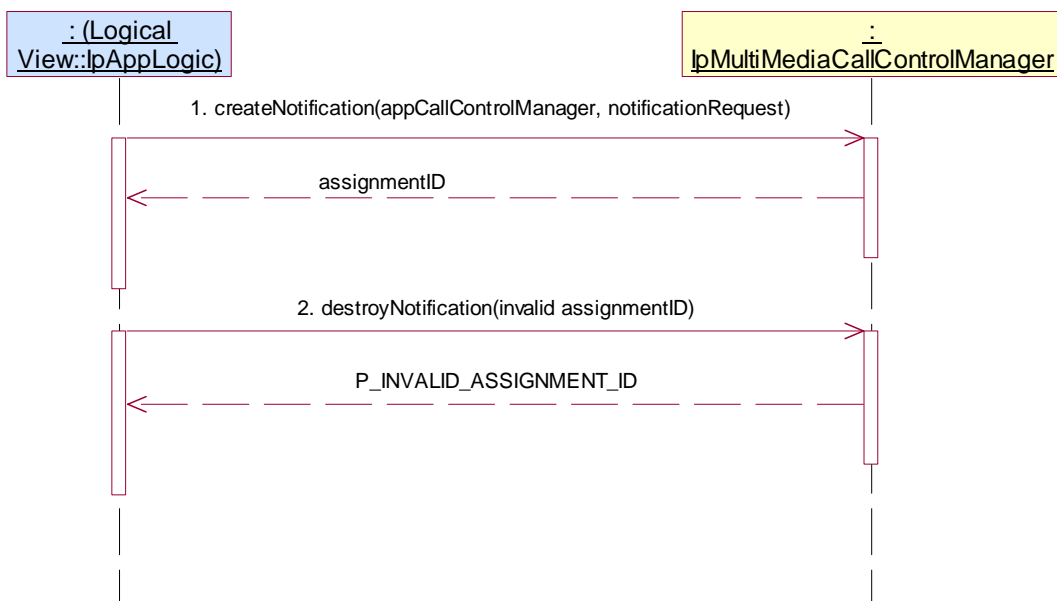 : (Logical
View::IpAppLogic)
:
IpMultiMediaCallControlManager
1. createNotification(appCallControlManager, notificationRequest)
assignmentID
2. destroyNotification(invalid assignmentID)
P_INVALID_ASSIGNMENT_ID